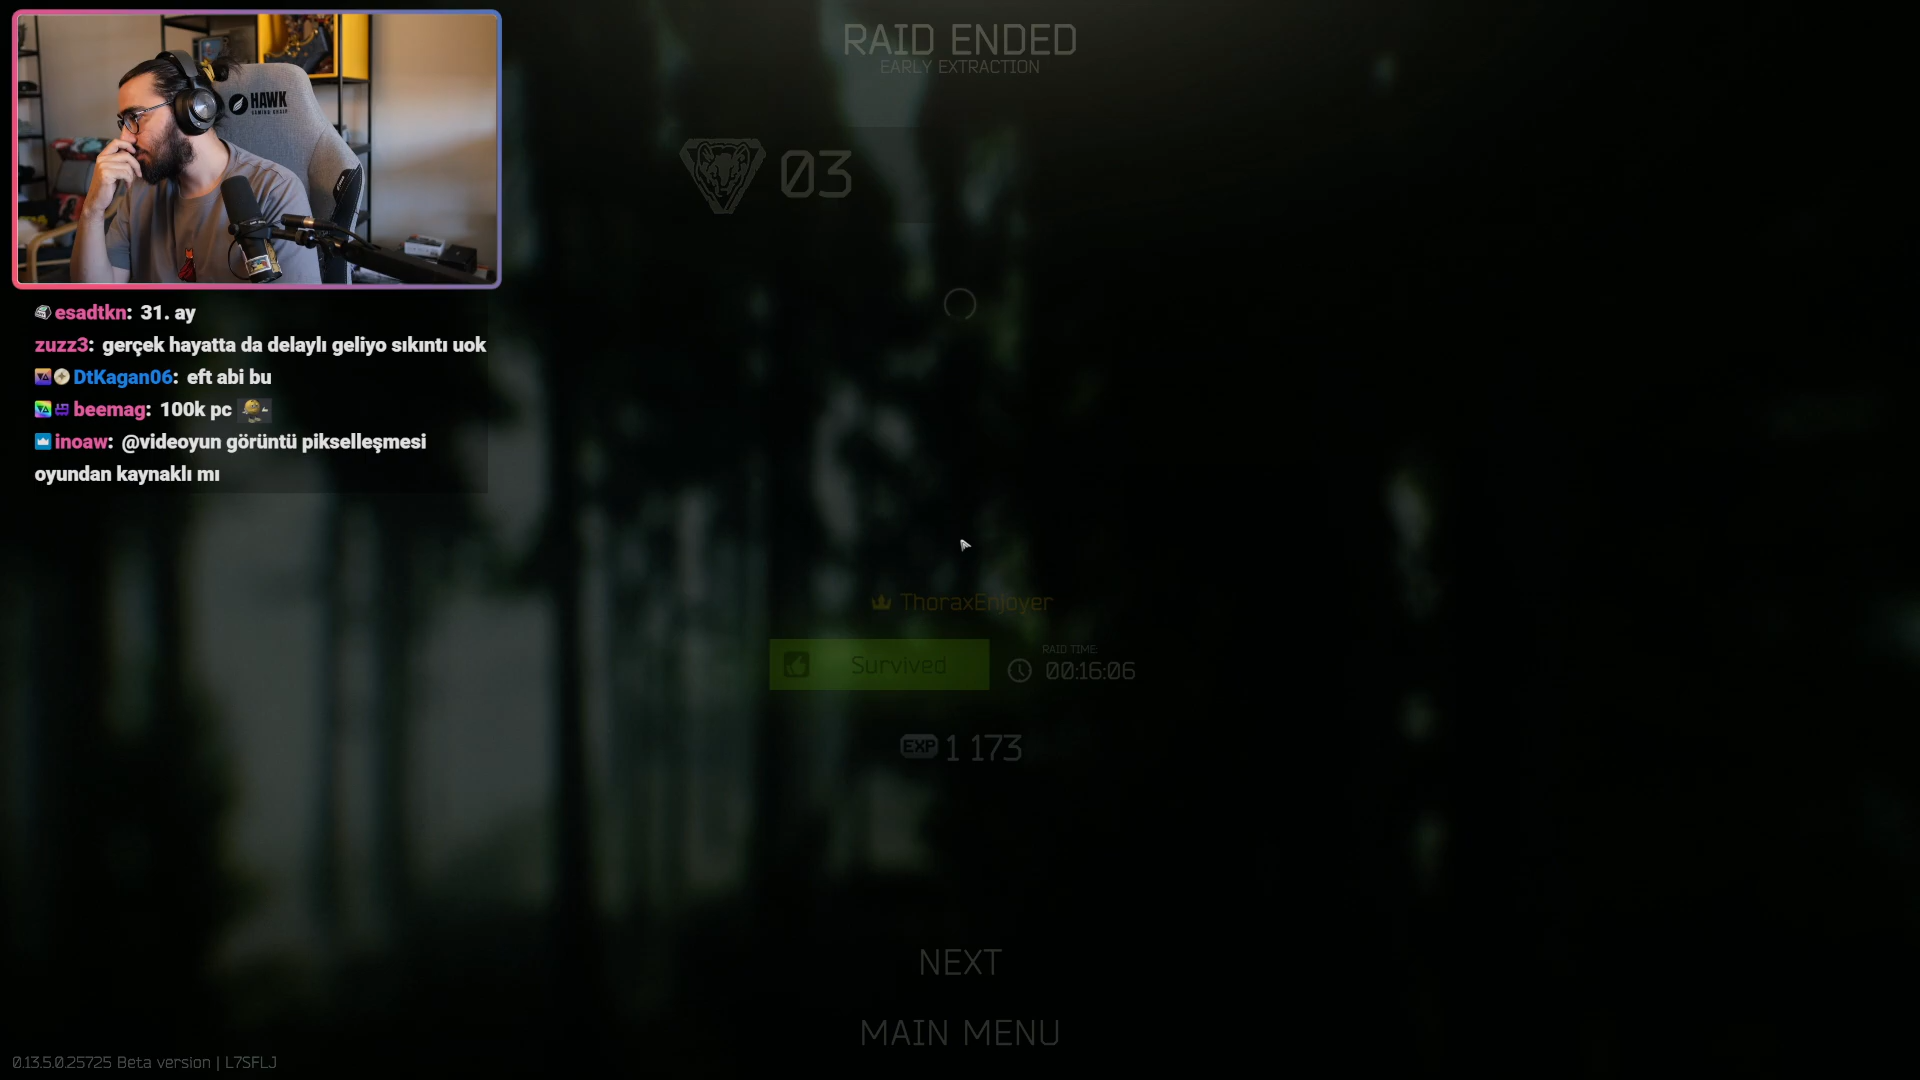 RAID ENDED
EARLY EXTRACTION
03
HAWK
esadtkn: 31. ay
zuzz3: gerçek hayatta da delaylı geliyo sıkıntı uok
DtKagan06: eft abi bu
beemag: 100k pc
inoaw: @videoyun görüntü pikselleşmesi
oyundan kaynaklı mı
ThoraxEnjoyer
Survived
RAID TIME:
00:16:06
EXP 1 173
NEXT
MAIN MENU
0.13.5.0.25725 Beta version | L7SFLJ